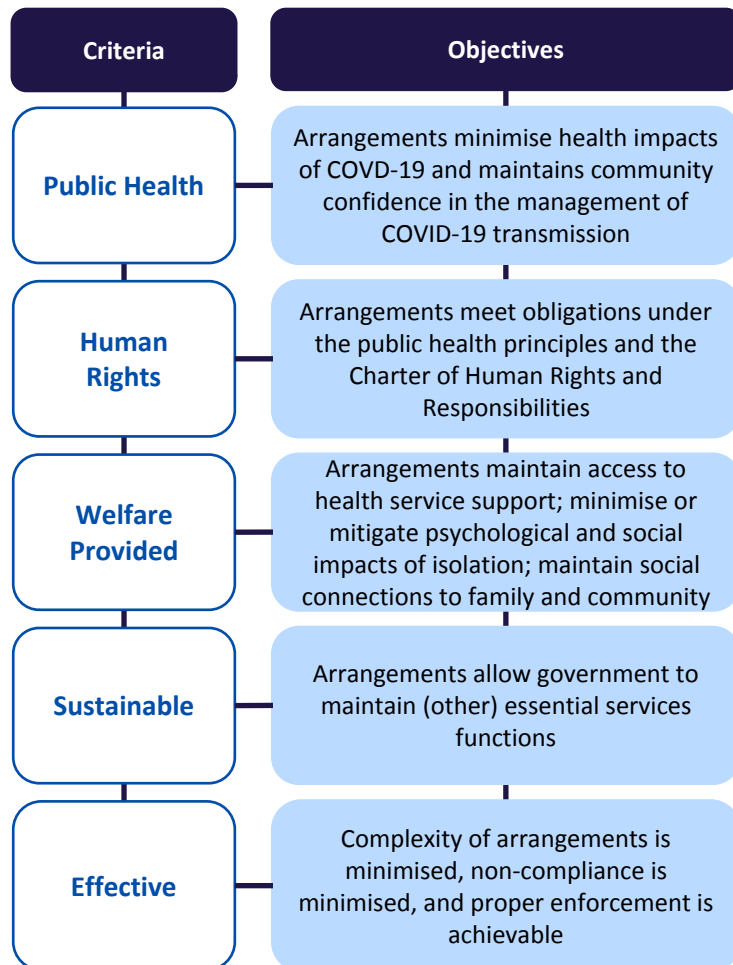 Criteria
Objectives
Public Health
Arrangements minimise health impacts
of COVD-19 and maintains community
confidence in the management of
COVID-19 transmission
Human
Rights
Arrangements meet obligations under
the public health principles and the
Charter of Human Rights and
Responsibilities
Welfare
Provided
Arrangements maintain access to
health service support; minimise or
mitigate psychological and social
impacts of isolation; maintain social
connections to family and community
Sustainable
Arrangements allow government to
maintain (other) essential services
functions
Effective
Complexity of arrangements is
minimised, non-compliance is
minimised, and proper enforcement is
achievable